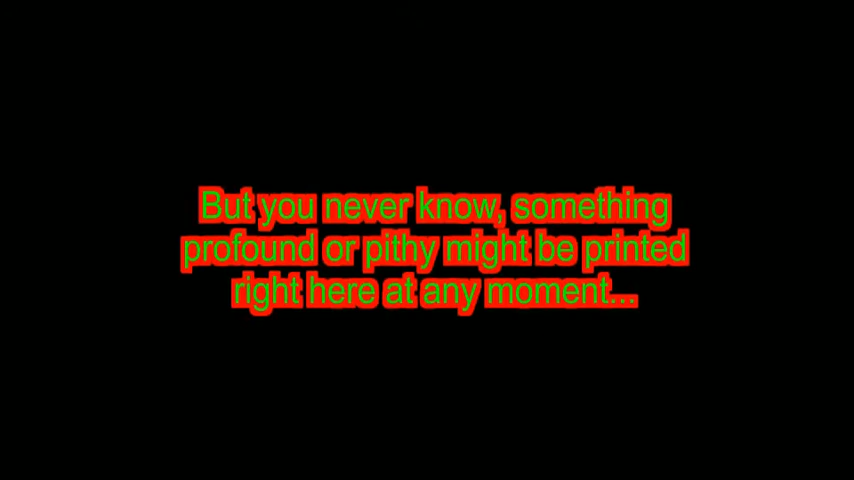 But you never know, something
profound or pithy might be printed
right here at any moment...